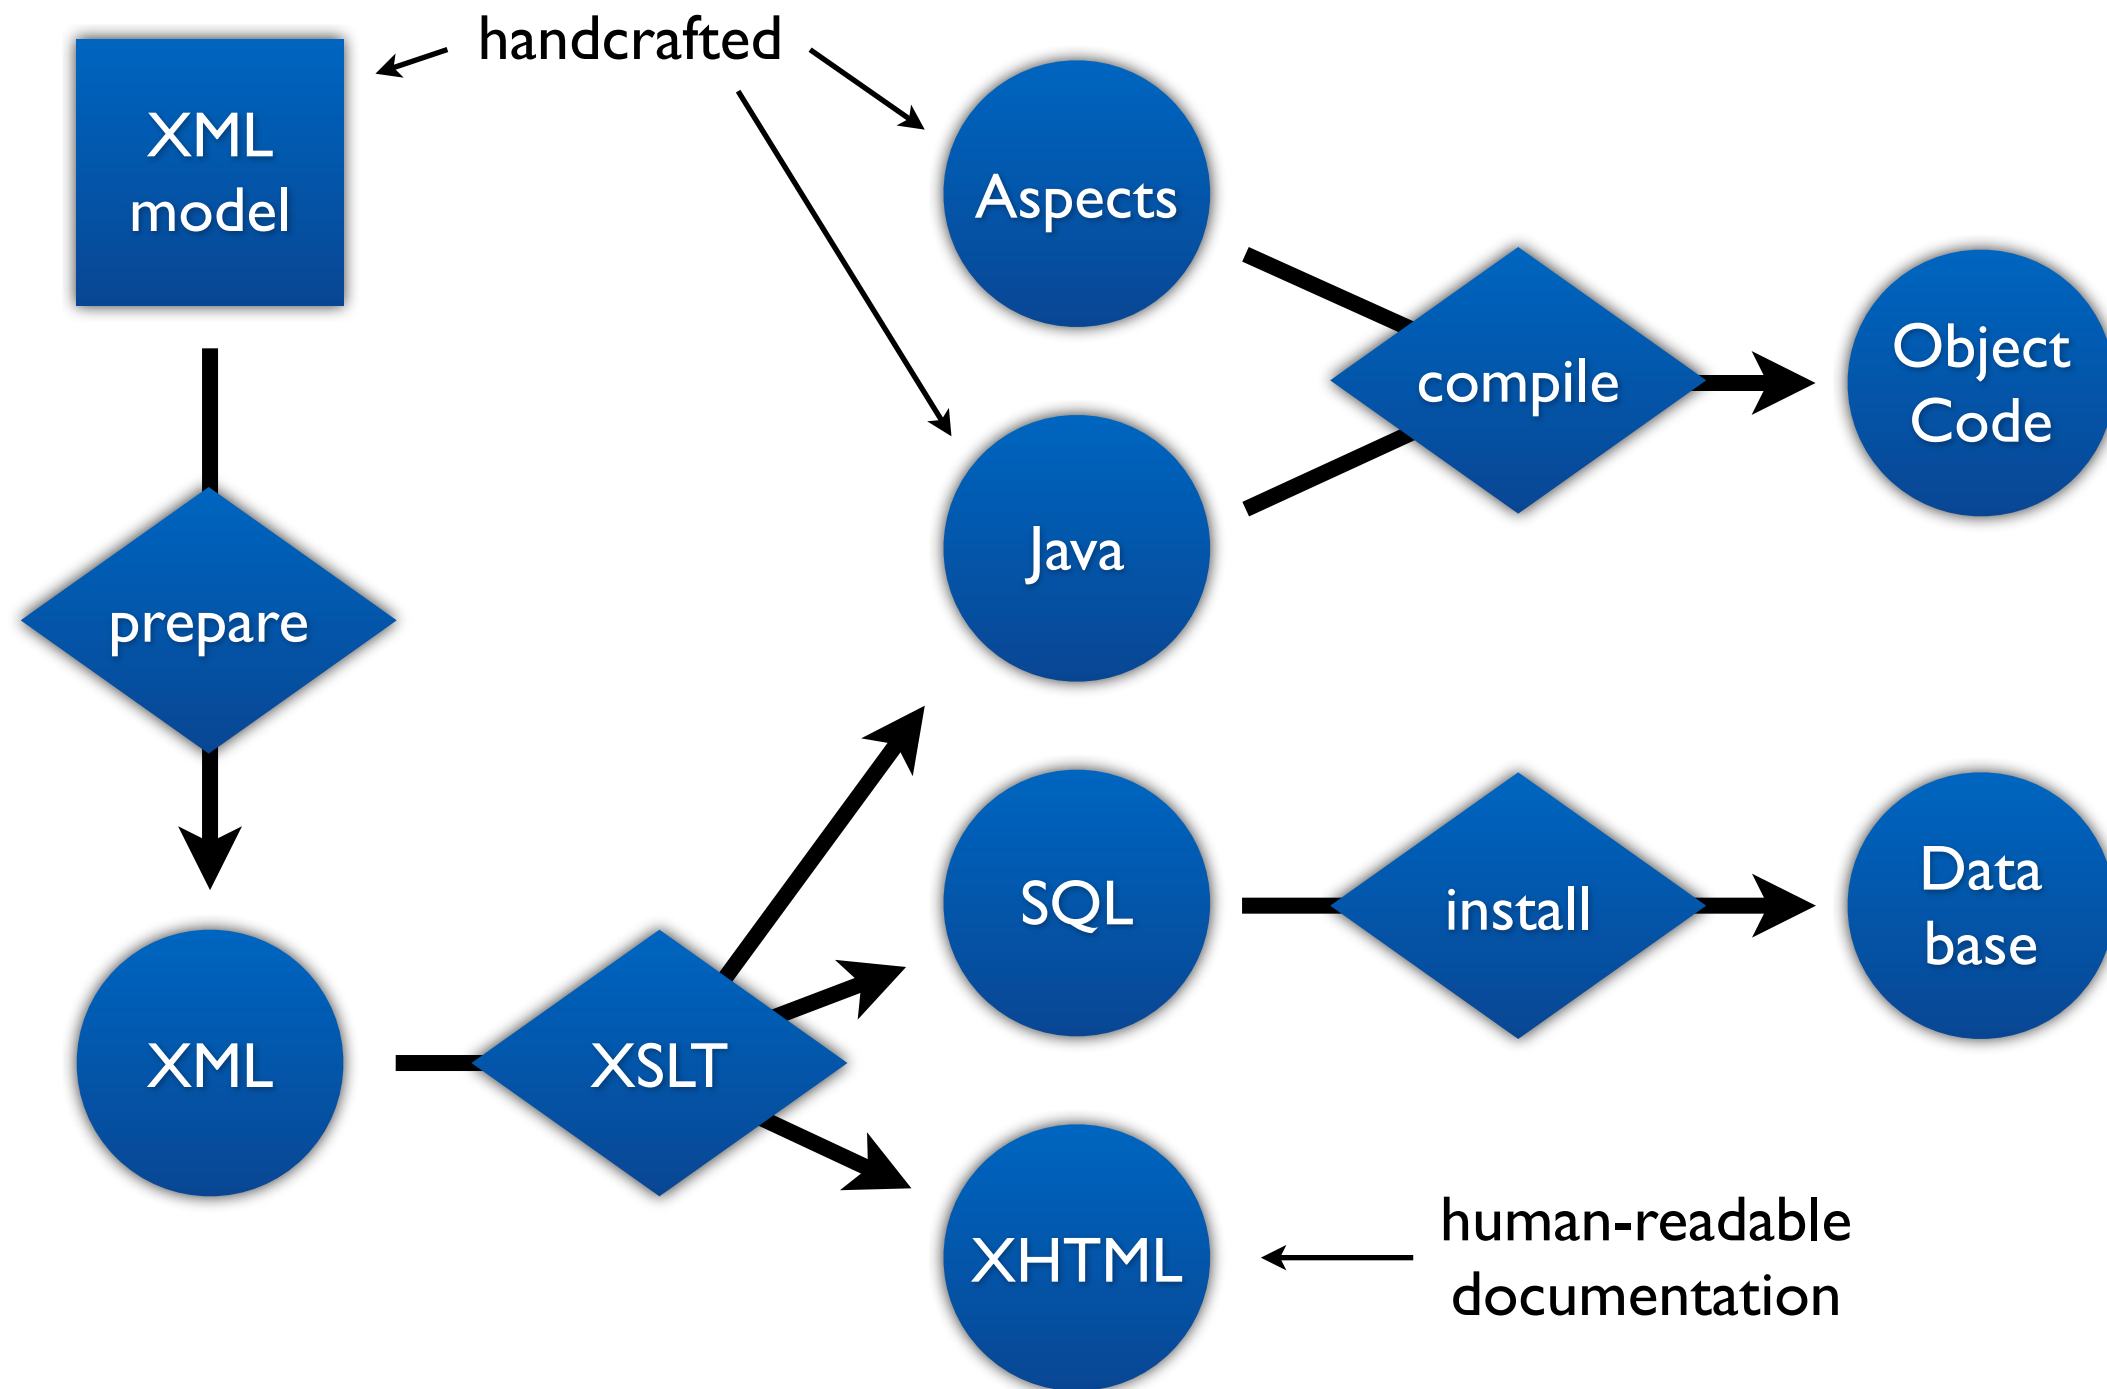 handcrafted
XML
model
Aspects
compile
Object
Code
Java
prepare
SQL
install
Data
base
XML
XSLT
XHTML
human-readable
documentation